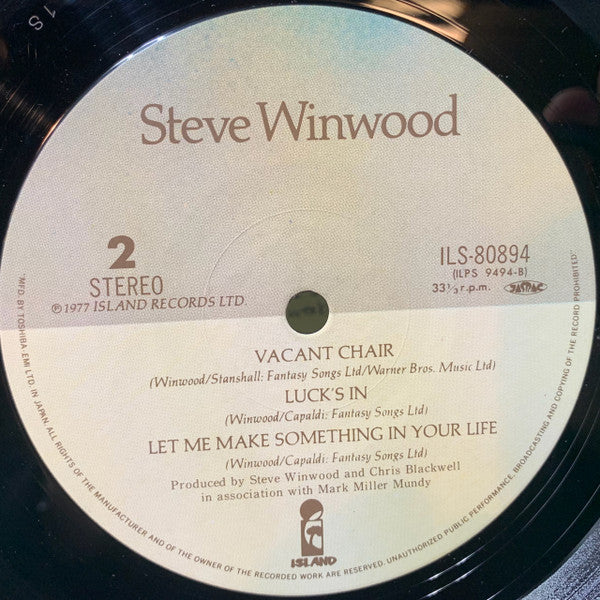 1S
Steve Winwood
2
STEREO
℗1977 ISLAND RECORDS LTD.
ILS-80894
(ILPS 9494-B)
33⅓r.p.m. JASRAC
VACANT CHAIR
(Winwood/Stanshall: Fantasy Songs Ltd/Warner Bros. Music Ltd)
LUCK'S IN
(Winwood/Capaldi: Fantasy Songs Ltd)
LET ME MAKE SOMETHING IN YOUR LIFE
(Winwood/Capaldi: Fantasy Songs Ltd)
Produced by Steve Winwood and Chris Blackwell
in association with Mark Miller Mundy
ISLAND
"MFD. BY TOSHIBA EMI LTD. IN JAPAN. ALL RIGHTS OF THE MANUFACTURER AND OF THE OWNER OF THE RECORDED WORK ARE RESERVED. UNAUTHORIZED PUBLIC PERFORMANCE, BROADCASTING AND COPYING OF THE RECORD PROHIBITED"